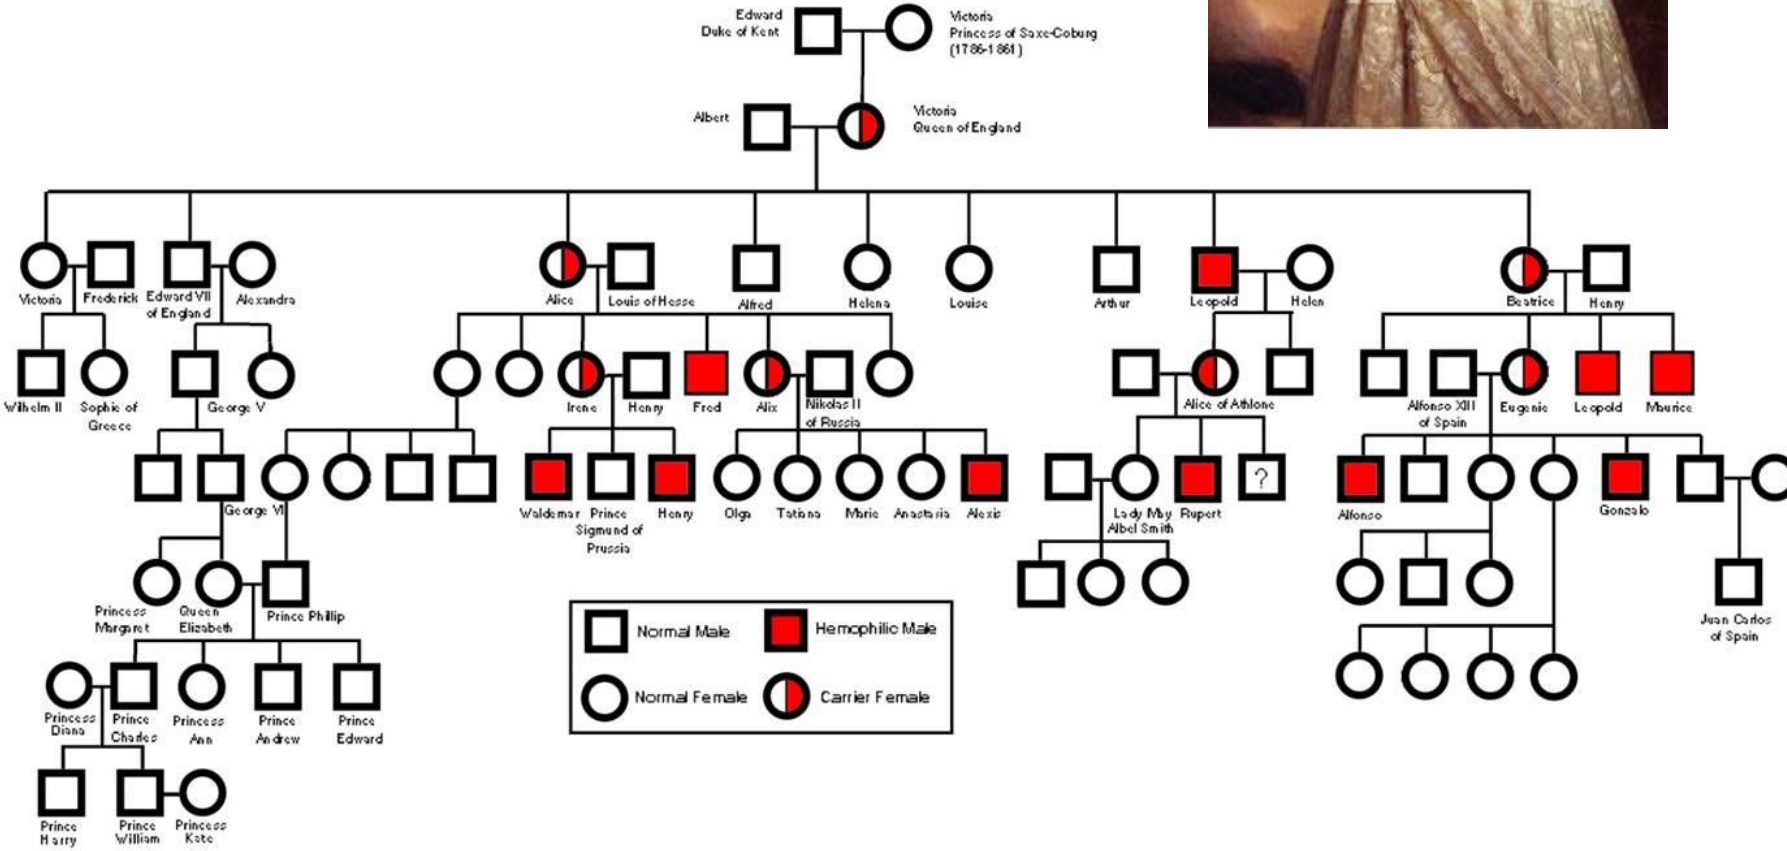 Edward
Duke of Kent
Victoria
Princess of Saxe-Coburg
(1786-1861)
Albert
Victoria
Queen of England
Victoria
Frederick
Edward VII
of England
Alexandra
Alice
Louis of Hesse
Alfred
Helena
Louise
Arthur
Leopold
Helen
Beatrice
Henry
Wilhelm II
Sophie of
Greece
George V
Irene
Henry
Fred
Alix
Nikolas II
of Russia
Alice of Athlone
Alfonso XIII
of Spain
Eugenie
Leopold
Maurice
George VI
Waldemar
Prince
Sigmund of
Prussia
Henry
Olga
Tatiana
Marie
Anastasia
Alexis
Lady May
Abel Smith
Rupert
?
Alfonso
Gonzalo
Princess
Margaret
Queen
Elizabeth
Prince Phillip
Juan Carlos
of Spain
Normal Male
Hemophilic Male
Normal Female
Carrier Female
Princess
Diana
Prince
Charles
Princess
Ann
Prince
Andrew
Prince
Edward
Prince
Harry
Prince
William
Princess
Kate